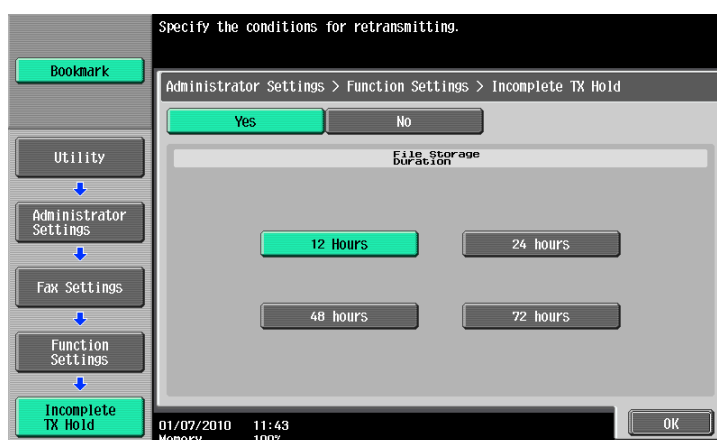 Specify the conditions for retransmitting.
Bookmark
Administrator Settings > Function Settings > Incomplete TX Hold
Yes
No
File Storage
Duration
Utility
Administrator
Settings
Fax Settings
Function
Settings
Incomplete
TX Hold
12 Hours
24 hours
48 hours
72 hours
01/07/2010 11:43
Memory 100%
OK